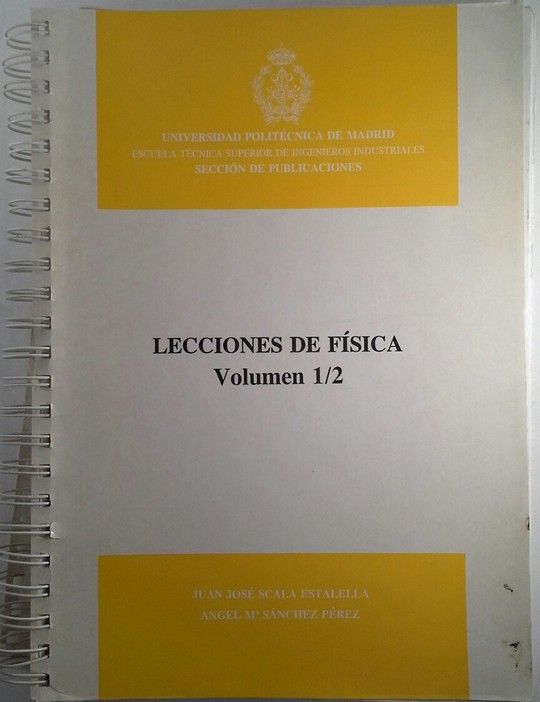 UNIVERSIDAD POLITÉCNICA DE MADRID
ESCUELA TÉCNICA SUPERIOR DE INGENIEROS INDUSTRIALES
SECCIÓN DE PUBLICACIONES
LECCIONES DE FÍSICA
Volumen 1/2
JUAN JOSÉ SCALA ESTALELLA
ANGEL Mª SÁNCHEZ PÉREZ